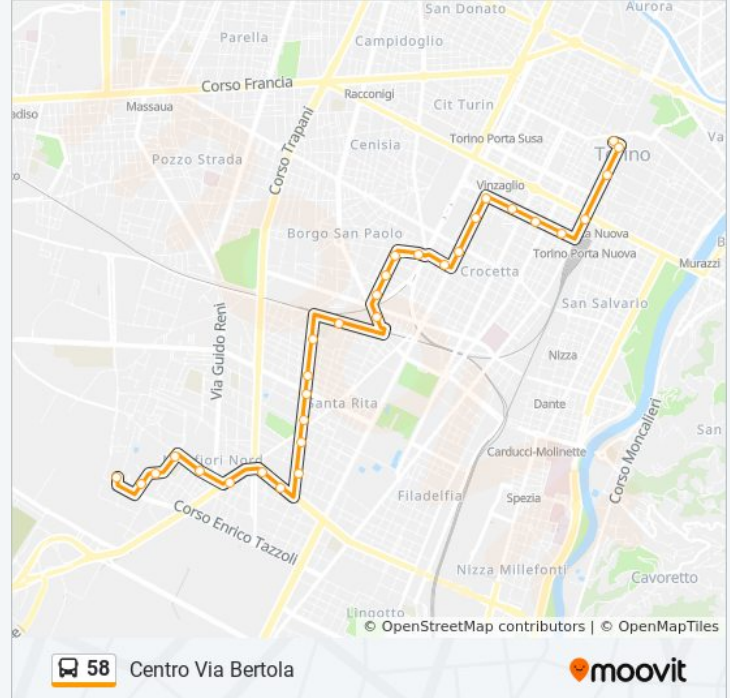 San Donato
Aurora
Parella
Campidoglio
Corso Francia
Racconigi
Massaua
Cit Turin
Corso Trapani
Cenisia
Torino Porta Susa
Pozzo Strada
Vinzaglio
Borgo San Paolo
Torino Porta Nuova
Murazzi
Crocetta
San Salvario
Via Guido Reni
Nizza
Santa Rita
Dante
San
Corso Moncalieri
Carducci-Molinette
Filadelfia
Spezia
Corso Enrico Tazzoli
Nizza Millefonti
Cavoretto
Lingotto
© OpenStreetMap contributors | © OpenMapTiles
58 Centro Via Bertola
moovit